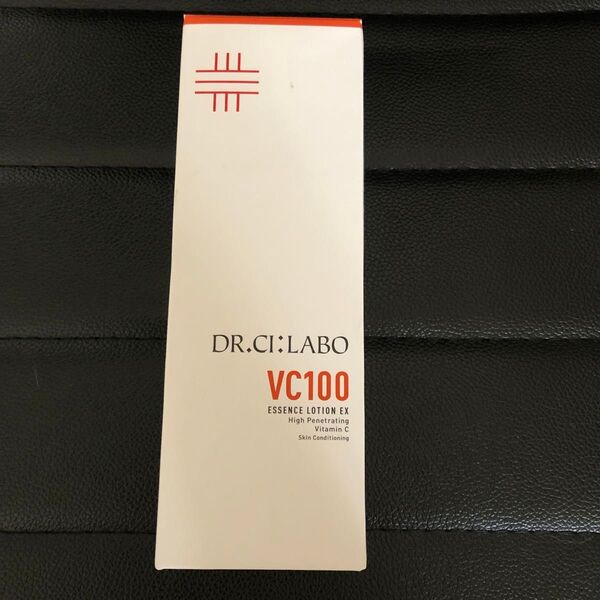 DR.CI:LABO
VC100
ESSENCE LOTION EX
High Penetrating
Vitamin C
Skin Conditioning